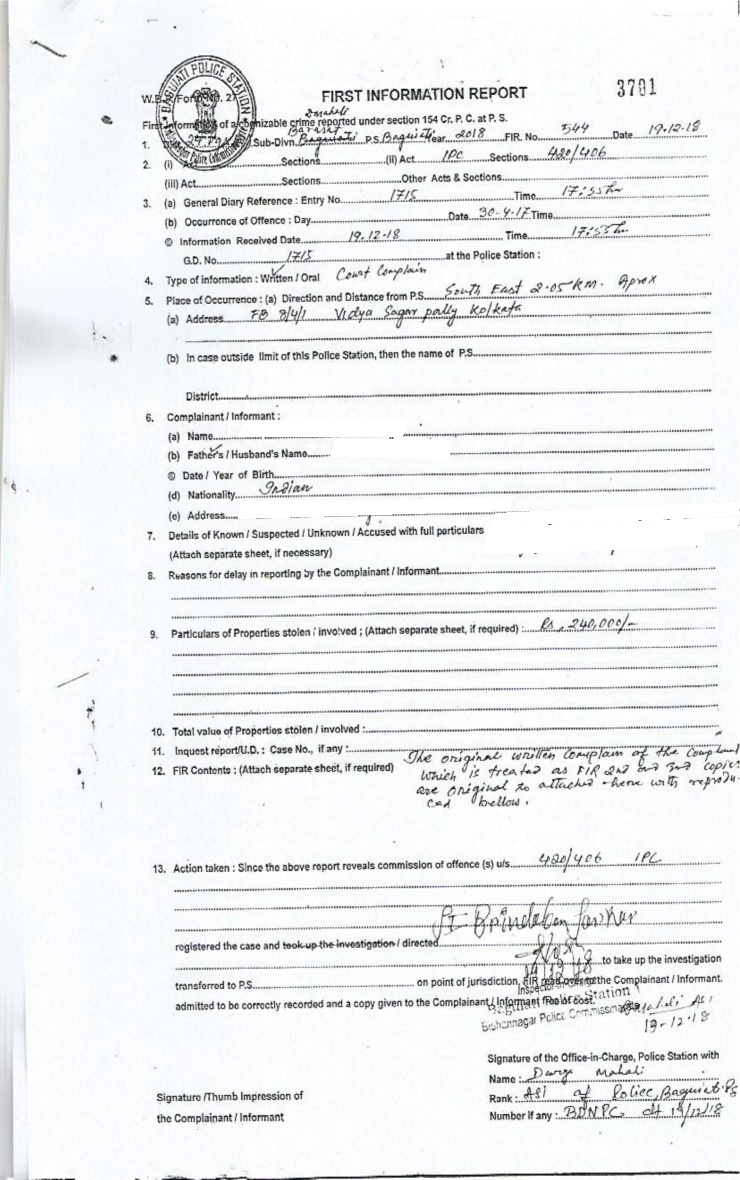 BAGUIATI POLICE STATION
FIRST INFORMATION REPORT 3701
W.B. Form No. 27
DMahali
First Information of a cognizable crime reported under section 154 Cr. P. C. at P. S.
Barasat
1. Sub-Divn. Baguiati P.S. Baguiati Year 2018 FIR. No. 544 Date 19-12-18
2. (i) Act Sections (ii) Act IPC Sections 420/406
(iii) Act Sections Other Acts & Sections
3. (a) General Diary Reference : Entry No. 1715 Time 17:55 hr
(b) Occurrence of Offence : Day Date 30-4-17 Time
© Information Received Date 19.12.18 Time 17:55 hr
G.D. No. 1715 at the Police Station :
4. Type of information : Written / Oral Court Complain
5. Place of Occurrence : (a) Direction and Distance from P.S. South East 2.05 KM. Aprox
(a) Address FB 8/4/1 Vidya Sagar pally Kolkata
(b) In case outside limit of this Police Station, then the name of P.S.
District
6. Complainant / Informant :
(a) Name
(b) Father's / Husband's Name
© Date / Year of Birth
(d) Nationality Indian
(e) Address
7. Details of Known / Suspected / Unknown / Accused with full particulars
(Attach separate sheet, if necessary)
8. Reasons for delay in reporting by the Complainant / Informant
9. Particulars of Properties stolen / involved ; (Attach separate sheet, if required) : Rs. 240,000/-
10. Total value of Properties stolen / involved :
11. Inquest report/U.D. : Case No., if any :
The original written complain of the
12. FIR Contents : (Attach separate sheet, if required)
which is treated as FIR 2nd and 3rd copies
are original to attached here with reprodu-
ced bellow.
13. Action taken : Since the above report reveals commission of offence (s) u/s 420/406 IPC
SI Brindaban Sarkar
registered the case and took up the investigation / directed
to take up the investigation
transferred to P.S. on point of jurisdiction, FIR read over to the Complainant / Informant.
admitted to be correctly recorded and a copy given to the Complainant / Informant free of cost.
Baguiati Police Station
Bidhannagar Police Commissionerate
DMahali ASI
19-12-18
Signature of the Office-in-Charge, Police Station with
Name : Durga Mahali
Signature /Thumb Impression of
Rank : ASI of Police, Baguiati PS
the Complainant / Informant
Number if any : BDNPC dt 19/12/18